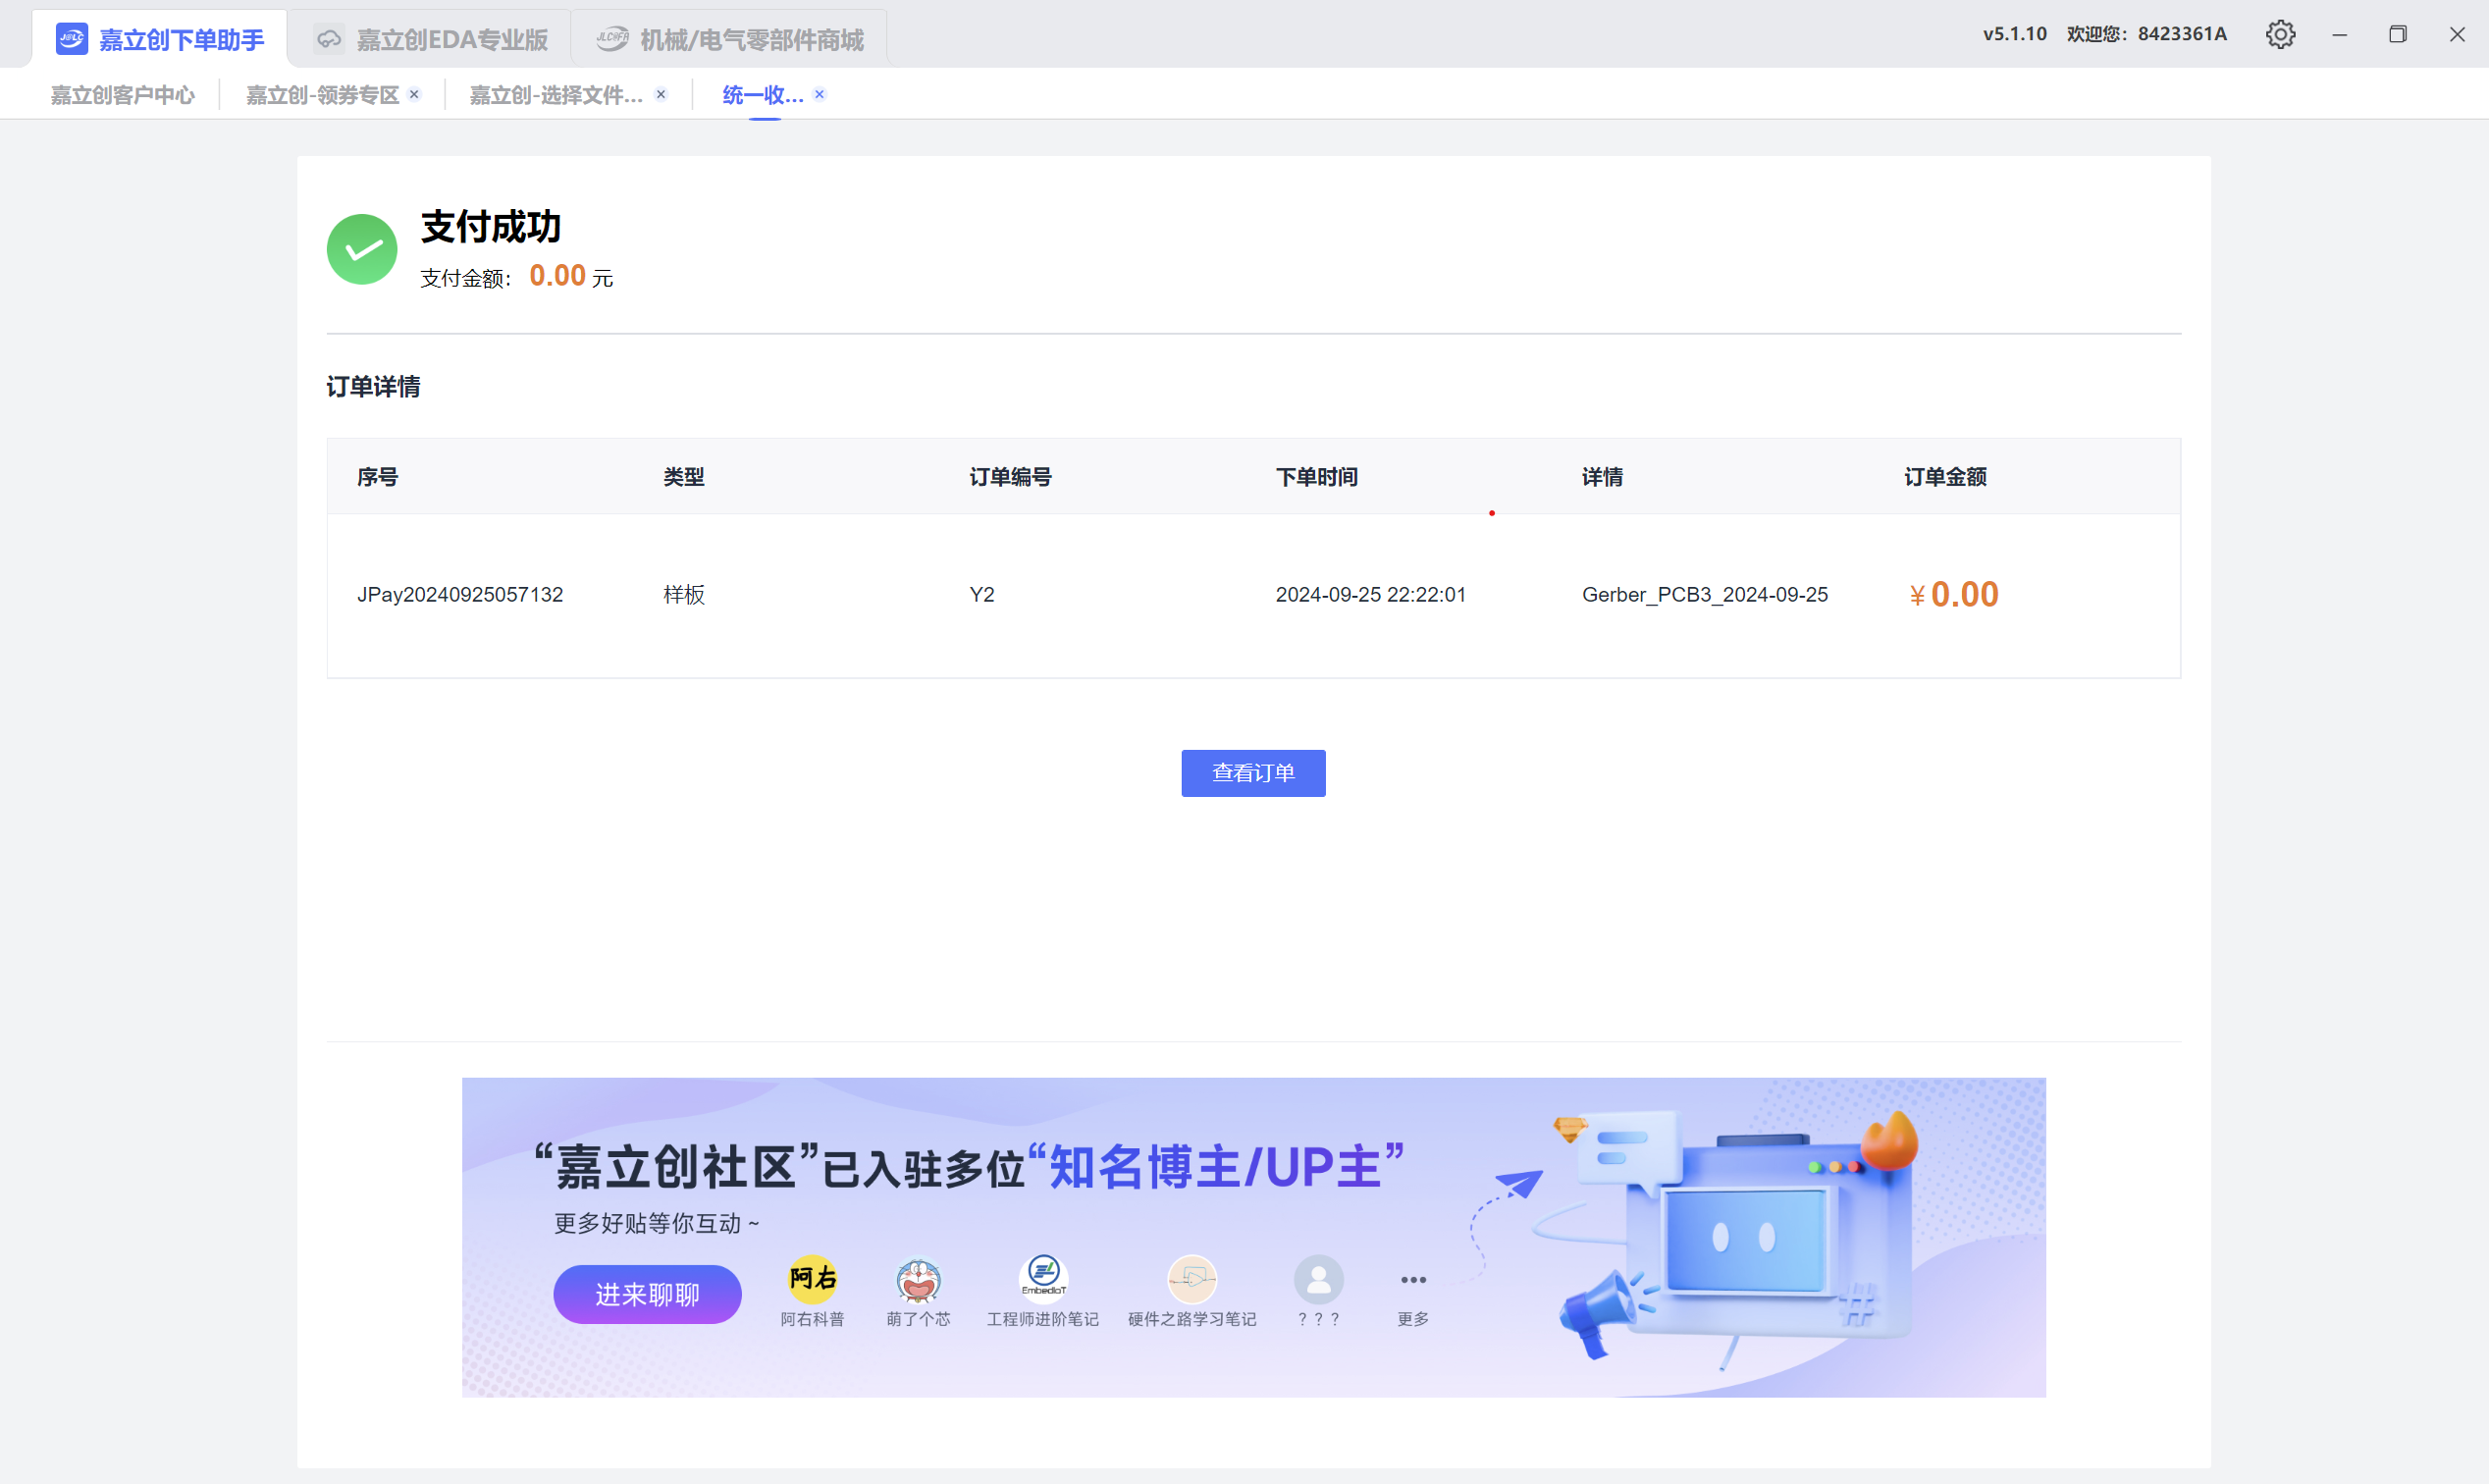 嘉立创下单助手 嘉立创EDA专业版 机械/电气零部件商城 v5.1.10 欢迎您：8423361A
嘉立创客户中心 嘉立创-领券专区 嘉立创-选择文件... 统一收...
支付成功
支付金额： 0.00 元
订单详情
序号 类型 订单编号 下单时间 详情 订单金额
JPay20240925057132 样板 Y2 2024-09-25 22:22:01 Gerber_PCB3_2024-09-25 ¥0.00
查看订单
“嘉立创社区”已入驻多位“知名博主/UP主”
更多好贴等你互动 ~
进来聊聊
阿右
EmbedIoT
阿右科普 萌了个芯 工程师进阶笔记 硬件之路学习笔记 ？？？ 更多